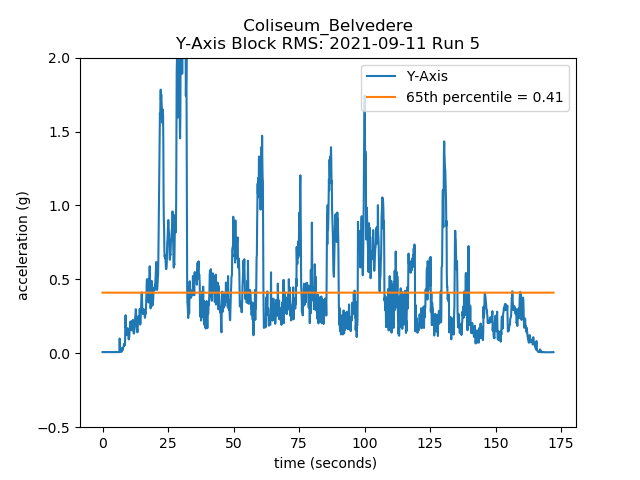 Coliseum_Belvedere
Y-Axis Block RMS: 2021-09-11 Run 5
Y-Axis
65th percentile = 0.41
acceleration (g)
2.0
1.5
1.0
0.5
0.0
−0.5
0 25 50 75 100 125 150 175
time (seconds)